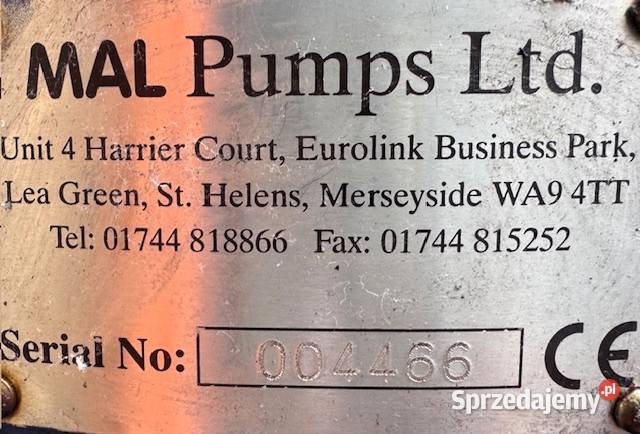 MAL Pumps Ltd.
Unit 4 Harrier Court, Eurolink Business Park,
Lea Green, St. Helens, Merseyside WA9 4TT
Tel: 01744 818866 Fax: 01744 815252
Serial No: 004466 CE
Sprzedajemy.pl